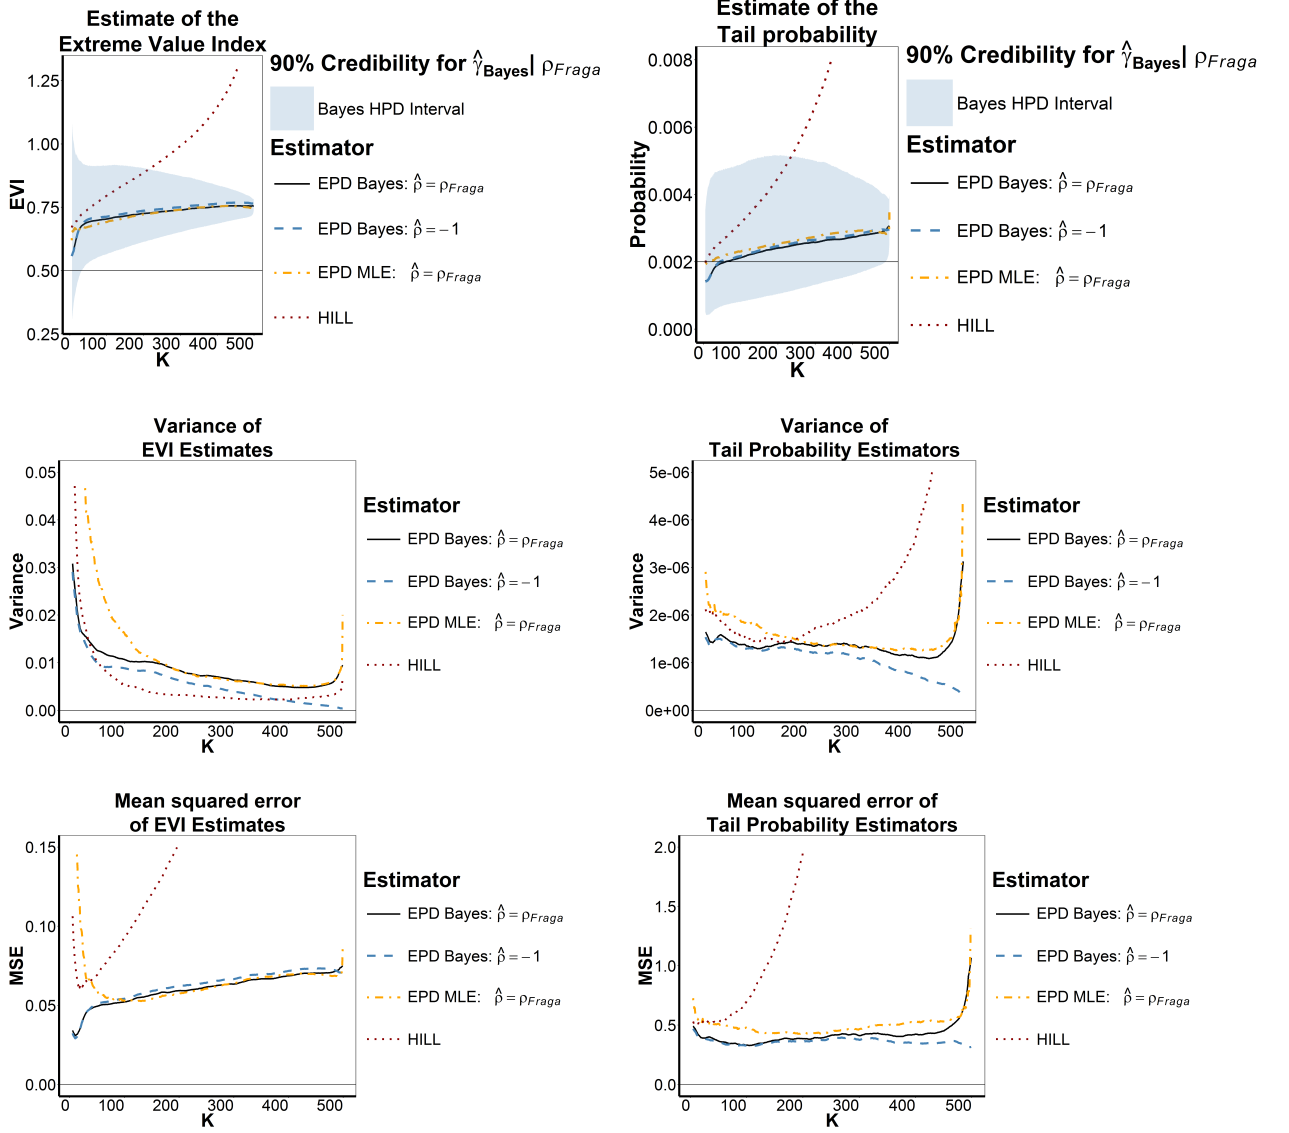 Estimate of the
Extreme Value Index
90% Credibility for γ̂Bayes| ρFraga
Bayes HPD Interval
Estimator
EPD Bayes: ρ̂ = ρFraga
EPD Bayes: ρ̂ = −1
EPD MLE: ρ̂ = ρFraga
HILL
EVI
1.25
1.00
0.75
0.50
0.25
0 100 200 300 400 500
K
Estimate of the
Tail probability
90% Credibility for γ̂Bayes| ρFraga
Bayes HPD Interval
Estimator
EPD Bayes: ρ̂ = ρFraga
EPD Bayes: ρ̂ = −1
EPD MLE: ρ̂ = ρFraga
HILL
Probability
0.008
0.006
0.004
0.002
0.000
0 100 200 300 400 500
K
Variance of
EVI Estimates
Estimator
EPD Bayes: ρ̂ = ρFraga
EPD Bayes: ρ̂ = −1
EPD MLE: ρ̂ = ρFraga
HILL
Variance
0.05
0.04
0.03
0.02
0.01
0.00
0 100 200 300 400 500
K
Variance of
Tail Probability Estimators
Estimator
EPD Bayes: ρ̂ = ρFraga
EPD Bayes: ρ̂ = −1
EPD MLE: ρ̂ = ρFraga
HILL
Variance
5e-06
4e-06
3e-06
2e-06
1e-06
0e+00
0 100 200 300 400 500
K
Mean squared error
of EVI Estimates
Estimator
EPD Bayes: ρ̂ = ρFraga
EPD Bayes: ρ̂ = −1
EPD MLE: ρ̂ = ρFraga
HILL
MSE
0.15
0.10
0.05
0.00
0 100 200 300 400 500
K
Mean squared error of
Tail Probability Estimators
Estimator
EPD Bayes: ρ̂ = ρFraga
EPD Bayes: ρ̂ = −1
EPD MLE: ρ̂ = ρFraga
HILL
MSE
2.0
1.5
1.0
0.5
0.0
0 100 200 300 400 500
K